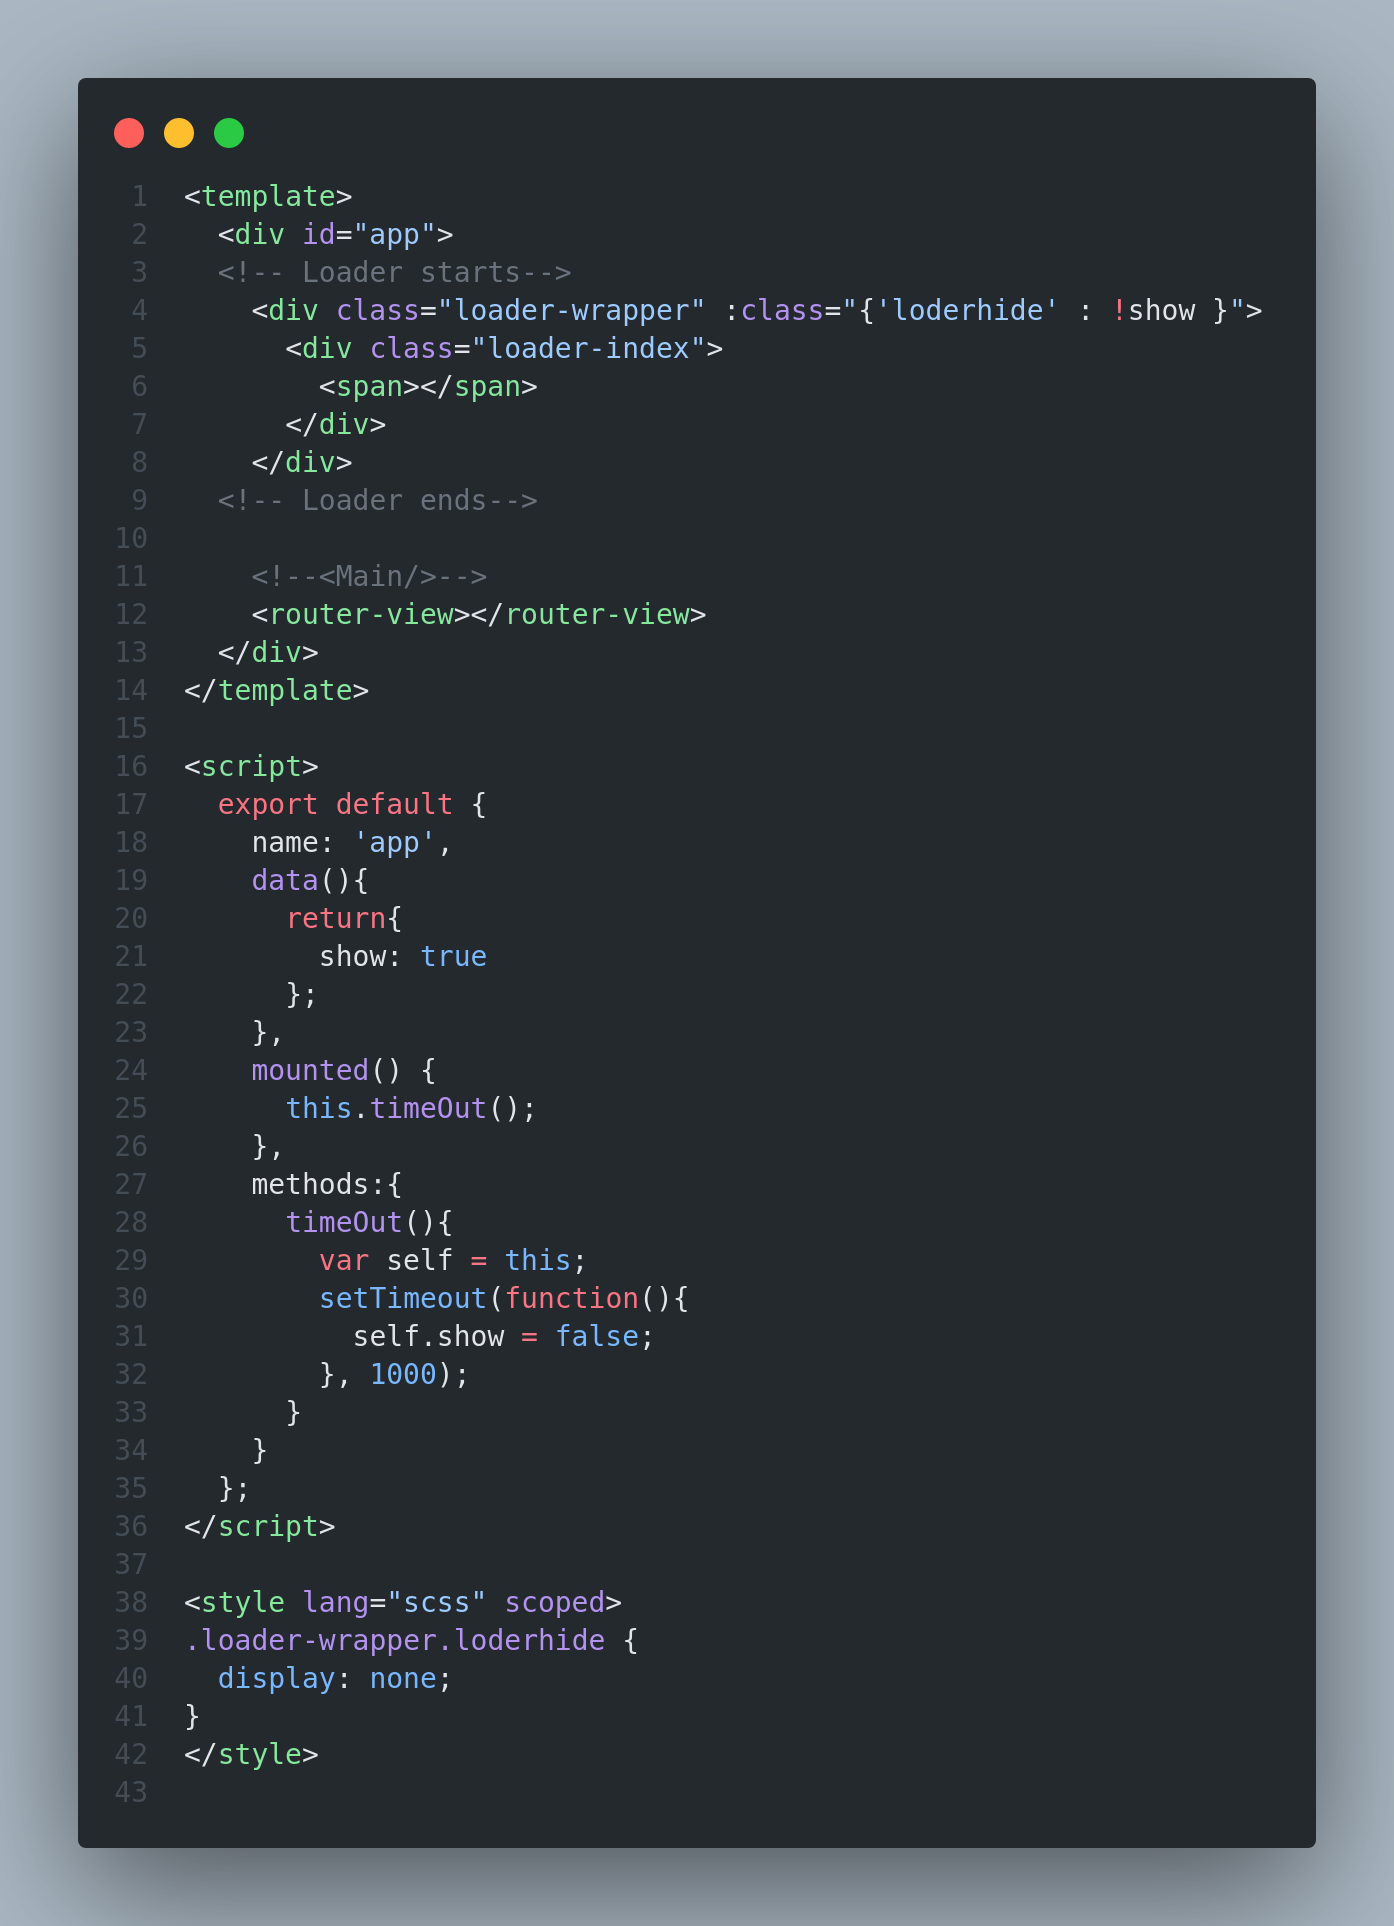 1 <template>
2   <div id="app">
3   <!-- Loader starts-->
4     <div class="loader-wrapper" :class="{'loderhide' : !show }">
5       <div class="loader-index">
6         <span></span>
7       </div>
8     </div>
9   <!-- Loader ends-->
10
11     <!--<Main/>-->
12     <router-view></router-view>
13   </div>
14 </template>
15
16 <script>
17   export default {
18     name: 'app',
19     data(){
20       return{
21         show: true
22       };
23     },
24     mounted() {
25       this.timeOut();
26     },
27     methods:{
28       timeOut(){
29         var self = this;
30         setTimeout(function(){
31           self.show = false;
32         }, 1000);
33       }
34     }
35   };
36 </script>
37
38 <style lang="scss" scoped>
39 .loader-wrapper.loderhide {
40   display: none;
41 }
42 </style>
43